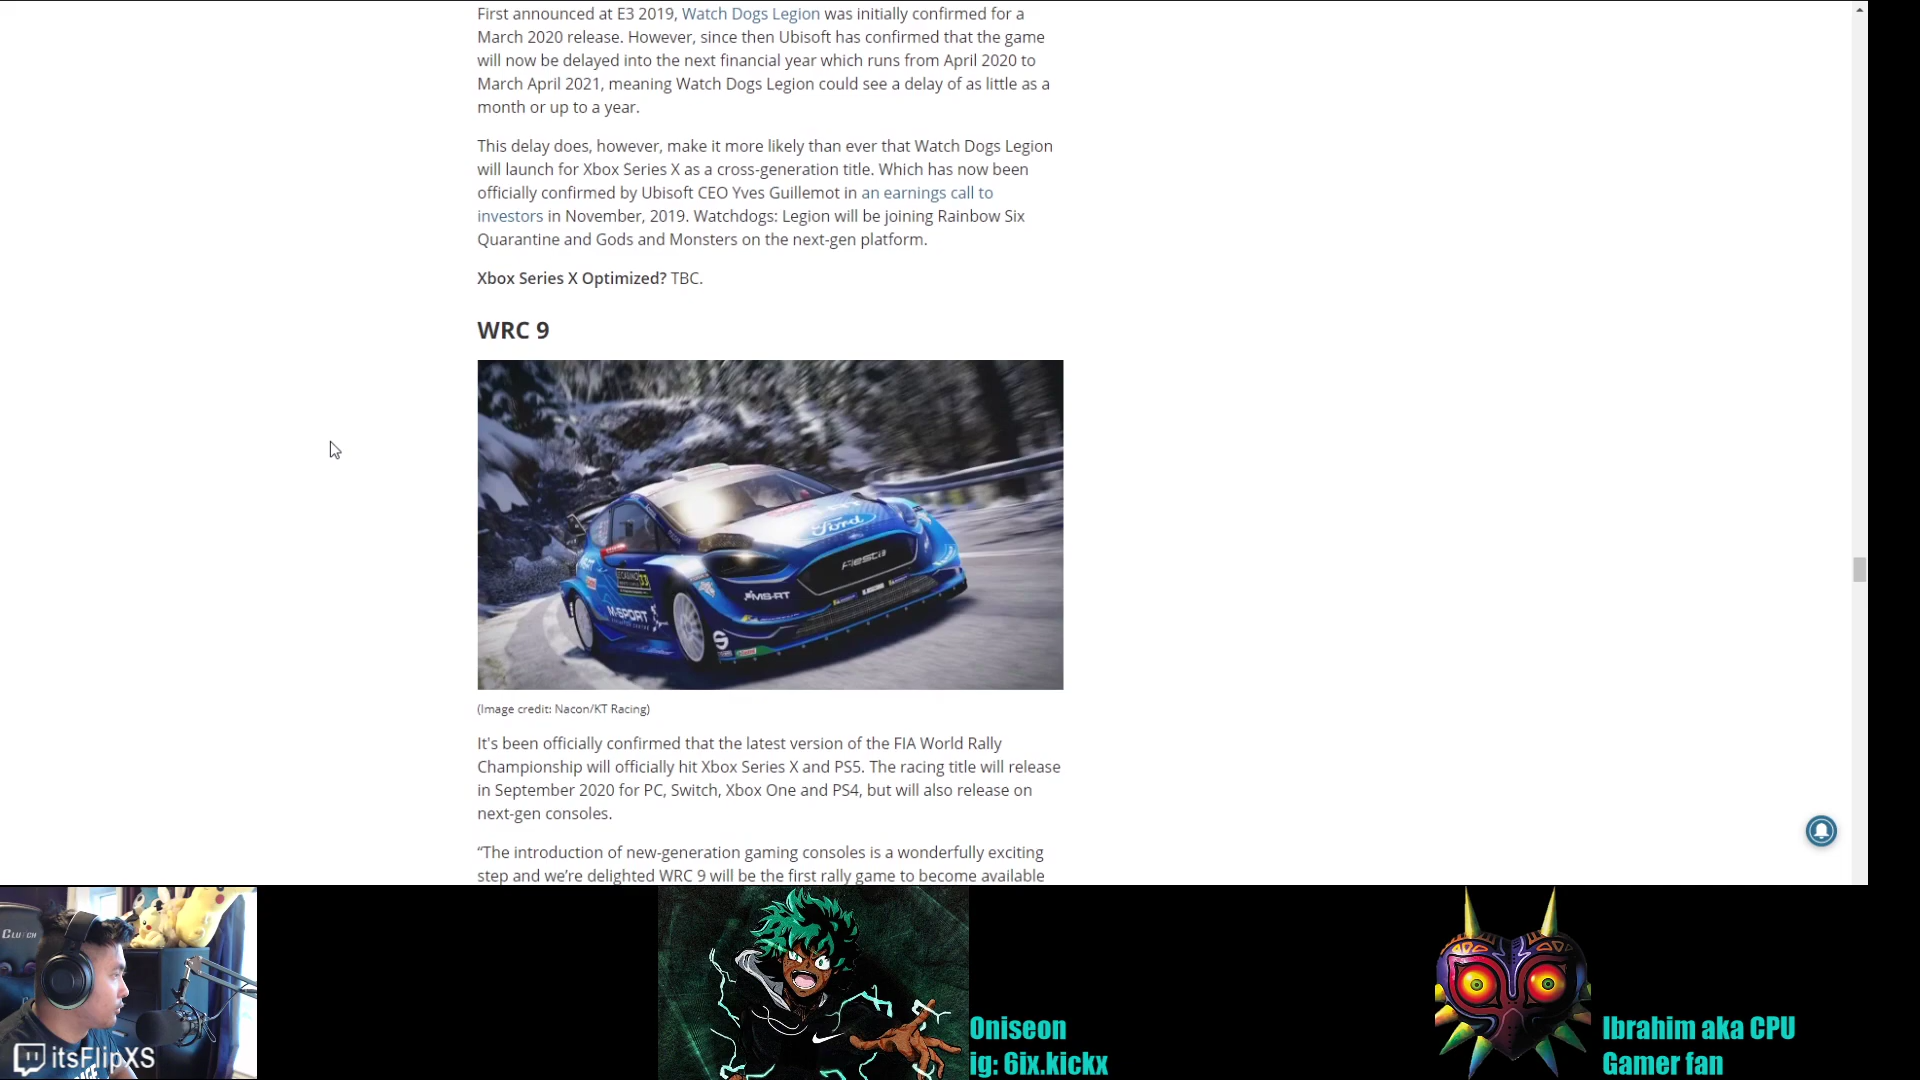 First announced at E3 2019, Watch Dogs Legion was initially confirmed for a
March 2020 release. However, since then Ubisoft has confirmed that the game
will now be delayed into the next financial year which runs from April 2020 to
March April 2021, meaning Watch Dogs Legion could see a delay of as little as a
month or up to a year.
This delay does, however, make it more likely than ever that Watch Dogs Legion
will launch for Xbox Series X as a cross-generation title. Which has now been
officially confirmed by Ubisoft CEO Yves Guillemot in an earnings call to
investors in November, 2019. Watchdogs: Legion will be joining Rainbow Six
Quarantine and Gods and Monsters on the next-gen platform.
Xbox Series X Optimized? TBC.
WRC 9
Ford
Fiesta
33
MS-RT
M-SPORT
(Image credit: Nacon/KT Racing)
It's been officially confirmed that the latest version of the FIA World Rally
Championship will officially hit Xbox Series X and PS5. The racing title will release
in September 2020 for PC, Switch, Xbox One and PS4, but will also release on
next-gen consoles.
“The introduction of new-generation gaming consoles is a wonderfully exciting
step and we’re delighted WRC 9 will be the first rally game to become available
CLUTCH
itsFlipXS
Oniseon
ig: 6ix.kickx
Ibrahim aka CPU
Gamer fan